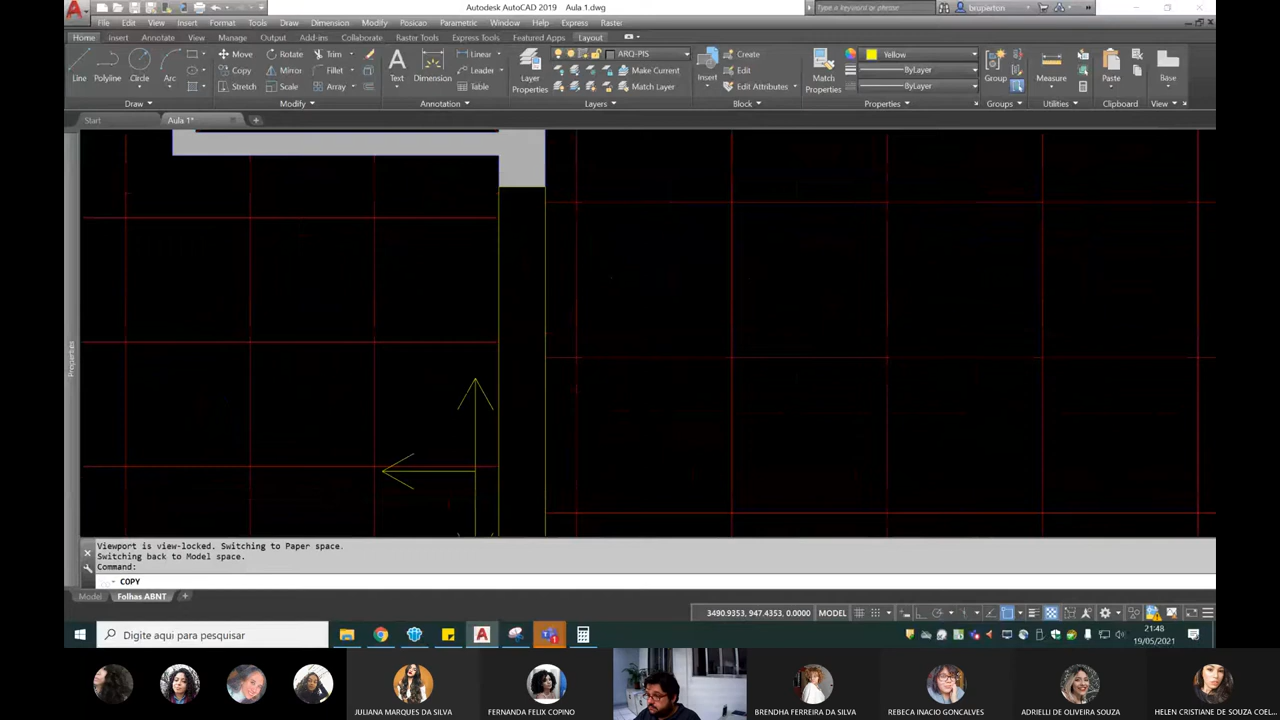 Autodesk AutoCAD 2019 Aula 1.dwg
Type a keyword or phrase
bruperton
File Edit View Insert Format Tools Draw Dimension Modify Posicao Parametric Window Help Express Raster
Home Insert Annotate Parametric View Manage Output Add-ins Collaborate Raster Tools Express Tools Featured Apps Layout
Line Polyline Circle Arc
Move Rotate Trim
Copy Mirror Fillet
Stretch Scale Array
Text Dimension
Linear
Leader
Table
Layer Properties
ARQ-PIS
Make Current
Match Layer
Insert
Create
Edit
Edit Attributes
Match Properties
Yellow
ByLayer
ByLayer
Group
Measure
Paste
Base
Draw Modify Annotation Layers Block Properties Groups Utilities Clipboard View
Start Aula 1*
Properties
Viewport is view-locked. Switching to Paper space.
Switching back to Model space.
Command:
COPY
Model Folhas ABNT
3490.9353, 947.4353, 0.0000 MODEL
Digite aqui para pesquisar
21:48
19/05/2021
JULIANA MARQUES DA SILVA
FERNANDA FELIX COPINO
BRENDHA FERREIRA DA SILVA
REBECA INACIO GONCALVES
ADRIELLI DE OLIVEIRA SOUZA
HELEN CRISTIANE DE SOUZA COEL...